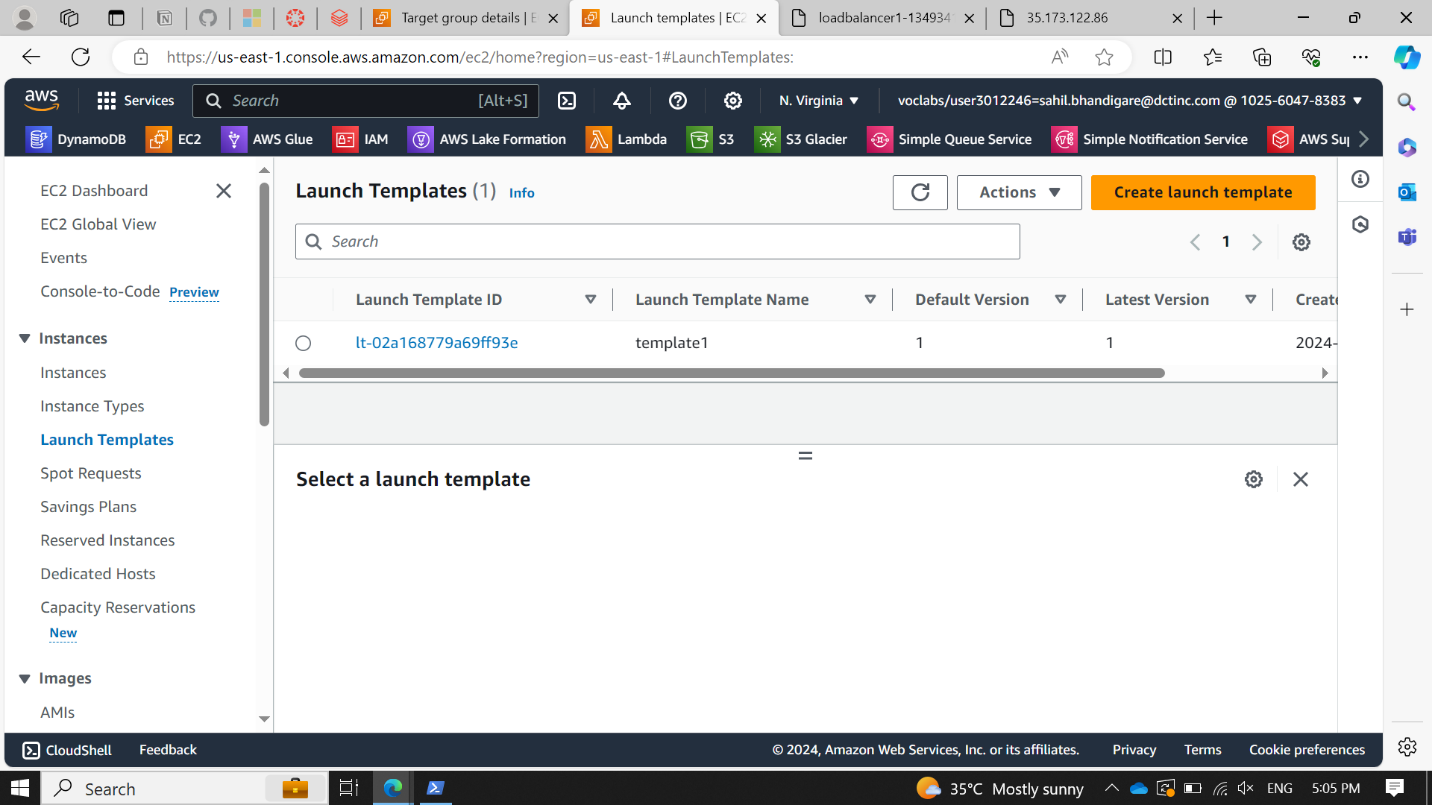 Target group details | E
Launch templates | EC2
loadbalancer1-134934
35.173.122.86
https://us-east-1.console.aws.amazon.com/ec2/home?region=us-east-1#LaunchTemplates:
aws
Services
Search
[Alt+S]
N. Virginia
voclabs/user3012246=sahil.bhandigare@dctinc.com @ 1025-6047-8383
DynamoDB
EC2
AWS Glue
IAM
AWS Lake Formation
Lambda
S3
S3 Glacier
Simple Queue Service
Simple Notification Service
AWS Su
EC2 Dashboard
EC2 Global View
Events
Console-to-Code Preview
Instances
Instances
Instance Types
Launch Templates
Spot Requests
Savings Plans
Reserved Instances
Dedicated Hosts
Capacity Reservations
New
Images
AMIs
Launch Templates (1) Info
Actions
Create launch template
Search
1
Launch Template ID
Launch Template Name
Default Version
Latest Version
Create
lt-02a168779a69ff93e
template1
1
1
2024-
Select a launch template
CloudShell
Feedback
© 2024, Amazon Web Services, Inc. or its affiliates.
Privacy
Terms
Cookie preferences
Search
35°C Mostly sunny
ENG
5:05 PM